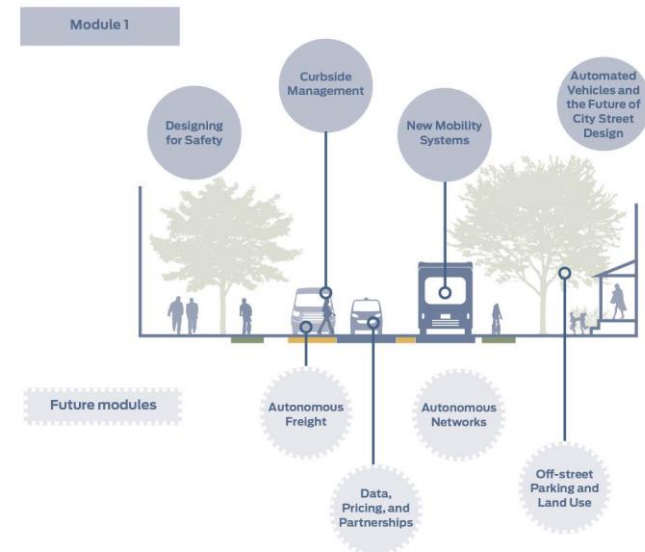 Module 1
Curbside
Management
Designing
for Safety
New Mobility
Systems
Automated
Vehicles and
the Future of
City Street
Design
Future modules
Autonomous
Freight
Autonomous
Networks
Data,
Pricing, and
Partnerships
Off-street
Parking and
Land Use